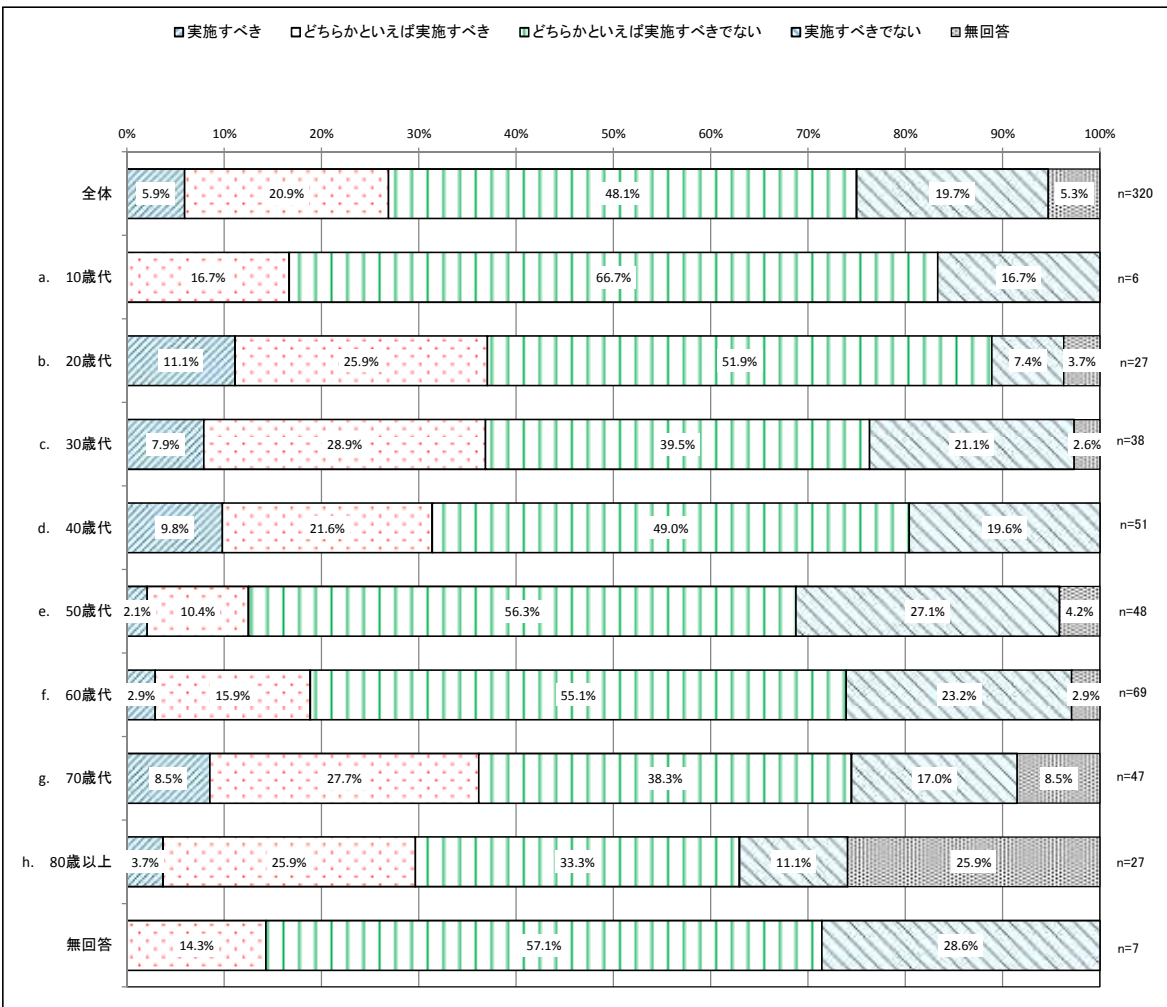 実施すべき どちらかといえば実施すべき どちらかといえば実施すべきでない 実施すべきでない 無回答
0% 10% 20% 30% 40% 50% 60% 70% 80% 90% 100%
全体 5.9% 20.9% 48.1% 19.7% 5.3% n=320
a. 10歳代 16.7% 66.7% 16.7% n=6
b. 20歳代 11.1% 25.9% 51.9% 7.4% 3.7% n=27
c. 30歳代 7.9% 28.9% 39.5% 21.1% 2.6% n=38
d. 40歳代 9.8% 21.6% 49.0% 19.6% n=51
e. 50歳代 2.1% 10.4% 56.3% 27.1% 4.2% n=48
f. 60歳代 2.9% 15.9% 55.1% 23.2% 2.9% n=69
g. 70歳代 8.5% 27.7% 38.3% 17.0% 8.5% n=47
h. 80歳以上 3.7% 25.9% 33.3% 11.1% 25.9% n=27
無回答 14.3% 57.1% 28.6% n=7